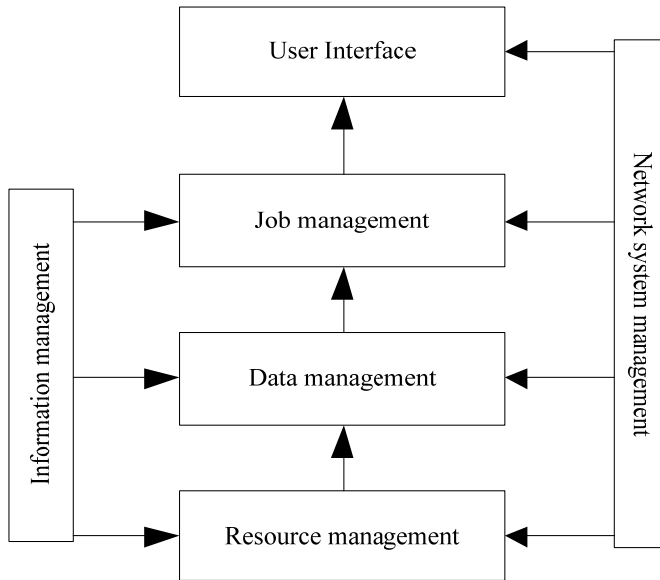 User Interface
Job management
Data management
Resource management
Information management
Network system management